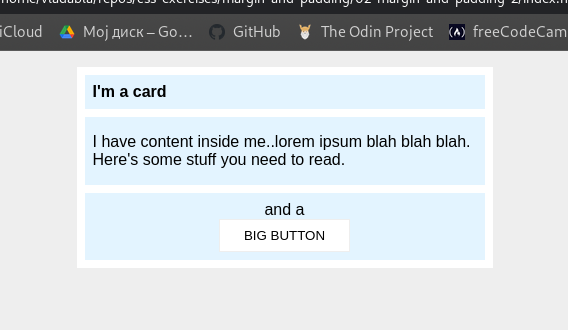 home/vladabla/repos/css-exercises/margin-and-padding/02-margin-and-padding-2/index.h
iCloud Мој диск – Go... GitHub The Odin Project freeCodeCam
I'm a card
I have content inside me..lorem ipsum blah blah blah.
Here's some stuff you need to read.
and a
BIG BUTTON